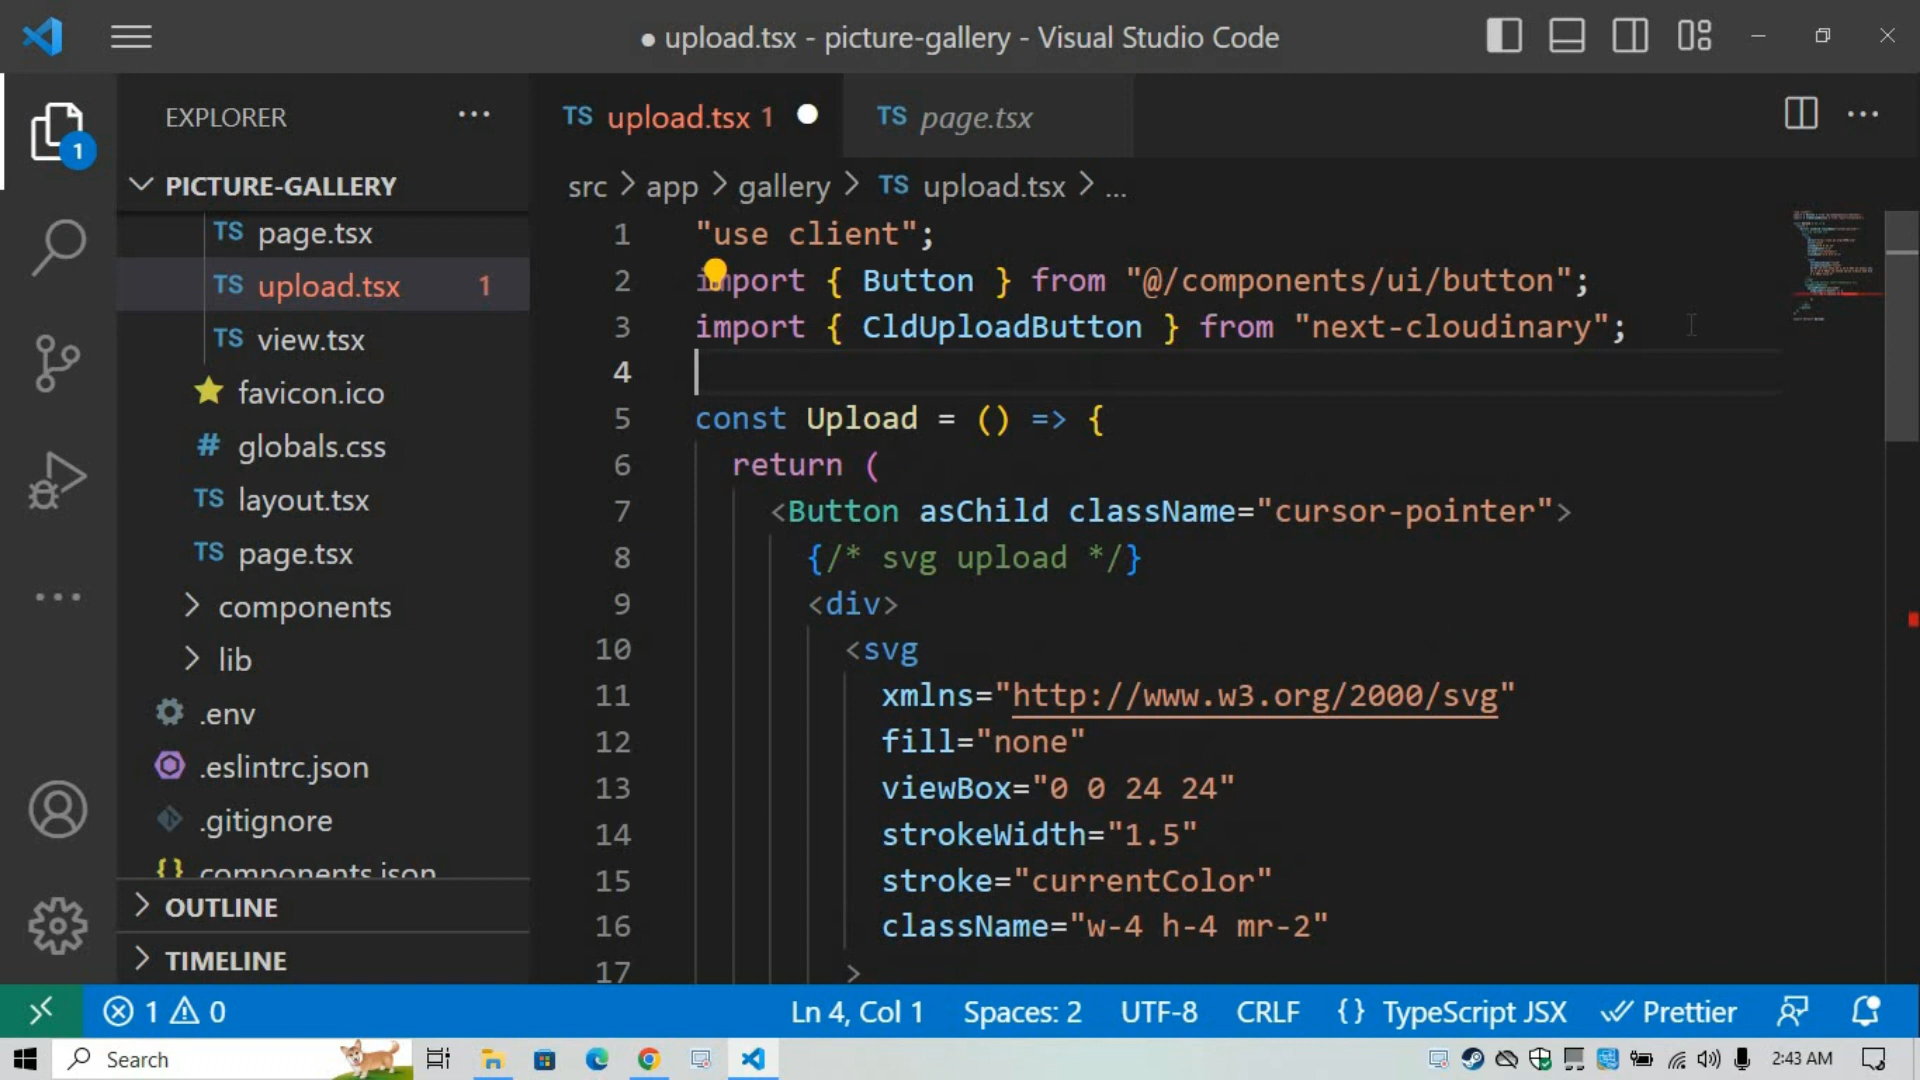 ● upload.tsx - picture-gallery - Visual Studio Code
EXPLORER
1
PICTURE-GALLERY
TS page.tsx
TS upload.tsx 1
TS view.tsx
favicon.ico
# globals.css
TS layout.tsx
TS page.tsx
components
lib
.env
.eslintrc.json
.gitignore
{} components.json
OUTLINE
TIMELINE
TS upload.tsx 1
TS page.tsx
src > app > gallery > TS upload.tsx > ...
1 "use client";
2 import { Button } from "@/components/ui/button";
3 import { CldUploadButton } from "next-cloudinary";
4
5 const Upload = () => {
6 return (
7 <Button asChild className="cursor-pointer">
8 {/* svg upload */}
9 <div>
10 <svg
11 xmlns="http://www.w3.org/2000/svg"
12 fill="none"
13 viewBox="0 0 24 24"
14 strokeWidth="1.5"
15 stroke="currentColor"
16 className="w-4 h-4 mr-2"
17 >
1 0
Ln 4, Col 1
Spaces: 2
UTF-8
CRLF
{} TypeScript JSX
Prettier
Search
2:43 AM